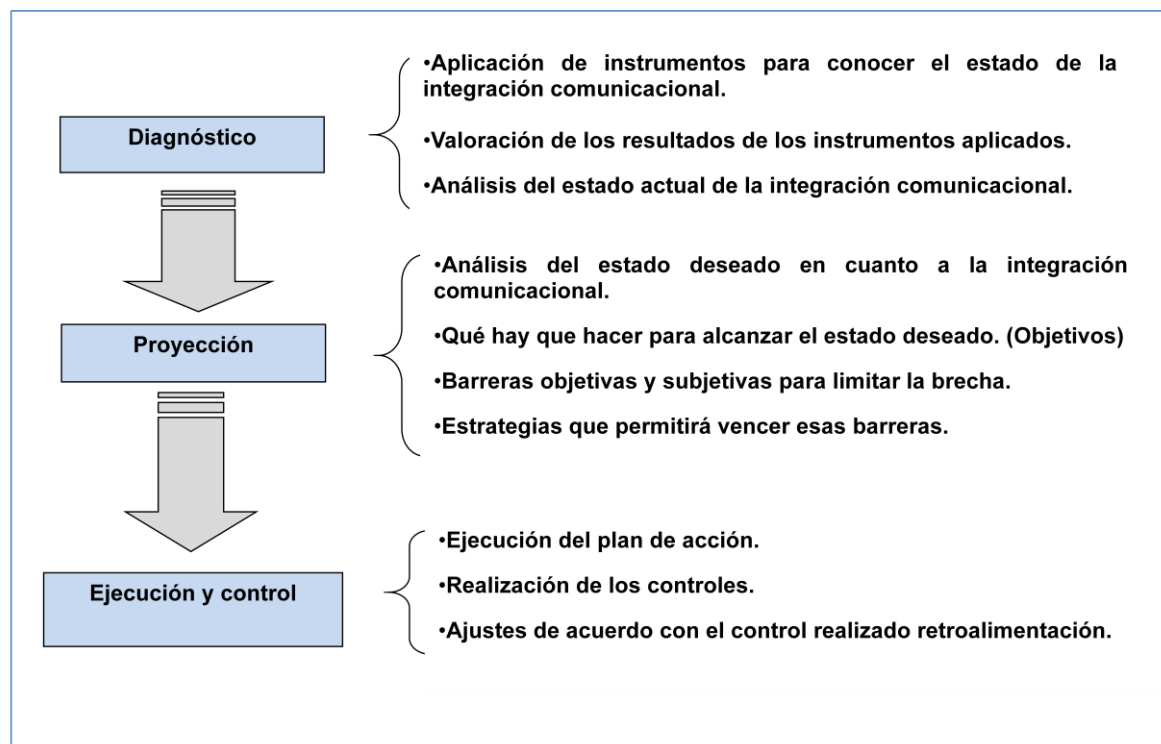 Diagnóstico
•Aplicación de instrumentos para conocer el estado de la
integración comunicacional.
•Valoración de los resultados de los instrumentos aplicados.
•Análisis del estado actual de la integración comunicacional.
Proyección
•Análisis del estado deseado en cuanto a la integración
comunicacional.
•Qué hay que hacer para alcanzar el estado deseado. (Objetivos)
•Barreras objetivas y subjetivas para limitar la brecha.
•Estrategias que permitirá vencer esas barreras.
Ejecución y control
•Ejecución del plan de acción.
•Realización de los controles.
•Ajustes de acuerdo con el control realizado retroalimentación.